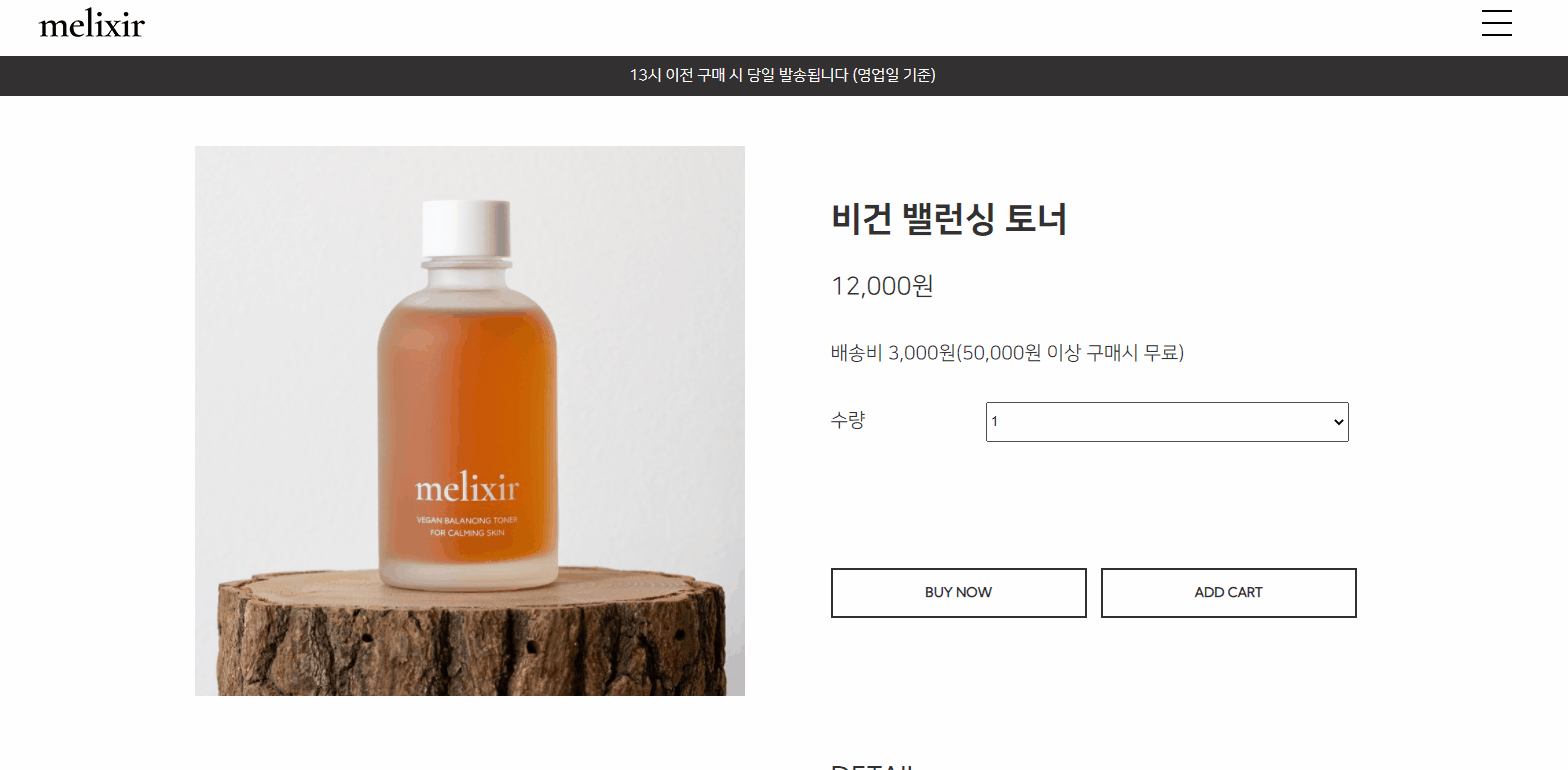 melixir
13시 이전 구매 시 당일 발송됩니다 (영업일 기준)
비건 밸런싱 토너
12,000원
배송비 3,000원(50,000원 이상 구매시 무료)
수량
1
melixir
VEGAN BALANCING TONER
FOR CALMING SKIN
BUY NOW
ADD CART